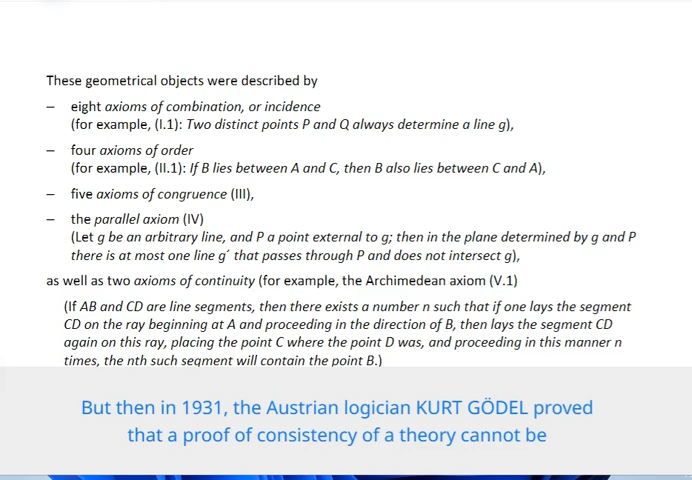 These geometrical objects were described by
– eight axioms of combination, or incidence
(for example, (I.1): Two distinct points P and Q always determine a line g),
– four axioms of order
(for example, (II.1): If B lies between A and C, then B also lies between C and A),
– five axioms of congruence (III),
– the parallel axiom (IV)
(Let g be an arbitrary line, and P a point external to g; then in the plane determined by g and P
there is at most one line g´ that passes through P and does not intersect g),
as well as two axioms of continuity (for example, the Archimedean axiom (V.1)
(If AB and CD are line segments, then there exists a number n such that if one lays the segment
CD on the ray beginning at A and proceeding in the direction of B, then lays the segment CD
again on this ray, placing the point C where the point D was, and proceeding in this manner n
times, the nth such segment will contain the point B.)
But then in 1931, the Austrian logician KURT GÖDEL proved
that a proof of consistency of a theory cannot be